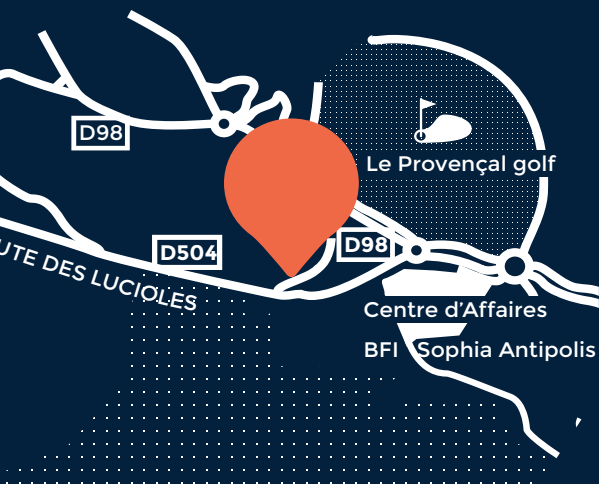 D98
Le Provençal golf
D98
D504
UTE DES LUCIOLES
Centre d'Affaires
BFI Sophia Antipolis